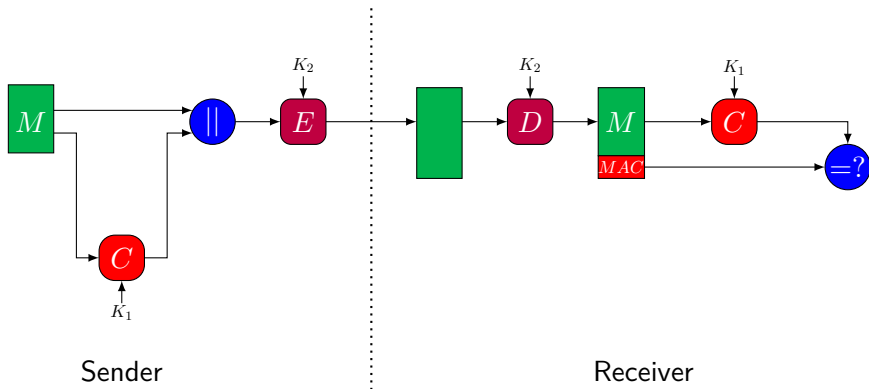 K₂
K₂
K₁
M
||
E
D
M
C
MAC
=?
C
K₁
Sender
Receiver